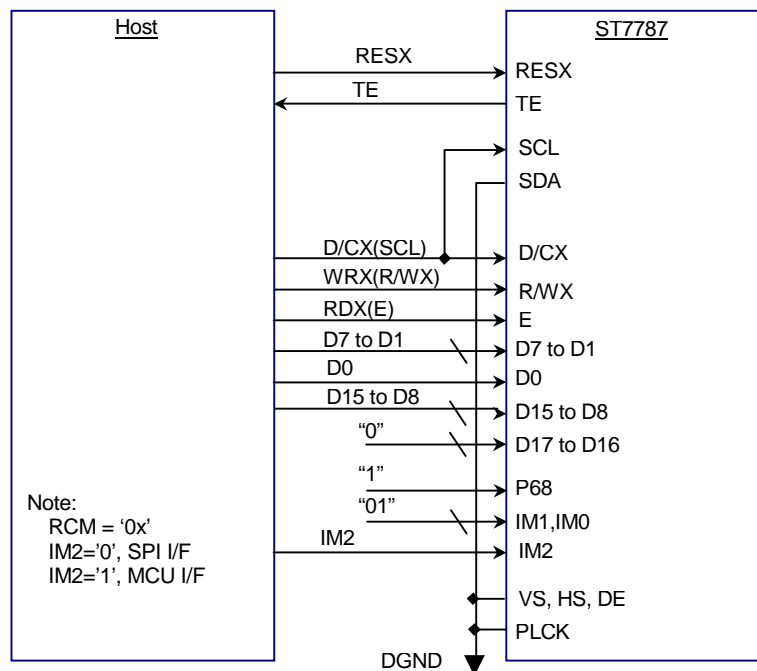 Host
ST7787
RESX
RESX
TE
TE
SCL
SDA
D/CX(SCL)
D/CX
WRX(R/WX)
R/WX
RDX(E)
E
D7 to D1
D7 to D1
D0
D0
D15 to D8
D15 to D8
“0”
D17 to D16
“1”
P68
“01”
IM1,IM0
IM2
IM2
Note:
RCM = ‘0x’
IM2=’0’, SPI I/F
IM2=’1’, MCU I/F
VS, HS, DE
PLCK
DGND